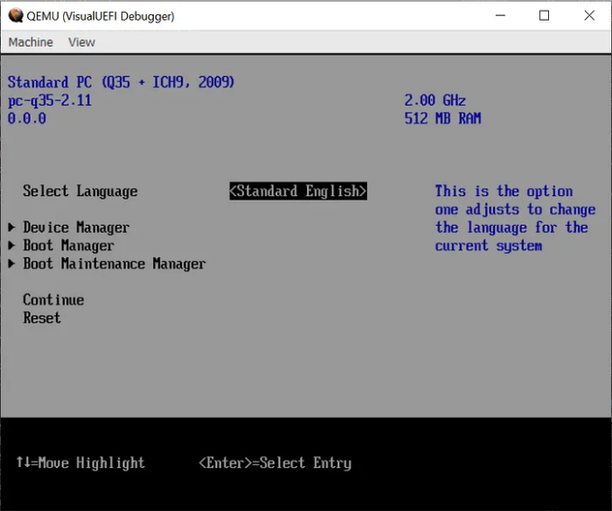 QEMU (VisualUEFI Debugger)
Machine View
Standard PC (Q35 + ICH9, 2009)
pc-q35-2.11 2.00 GHz
0.0.0 512 MB RAM
Select Language <Standard English> This is the option
one adjusts to change
Device Manager the language for the
Boot Manager current system
Boot Maintenance Manager
Continue
Reset
↑↓=Move Highlight <Enter>=Select Entry